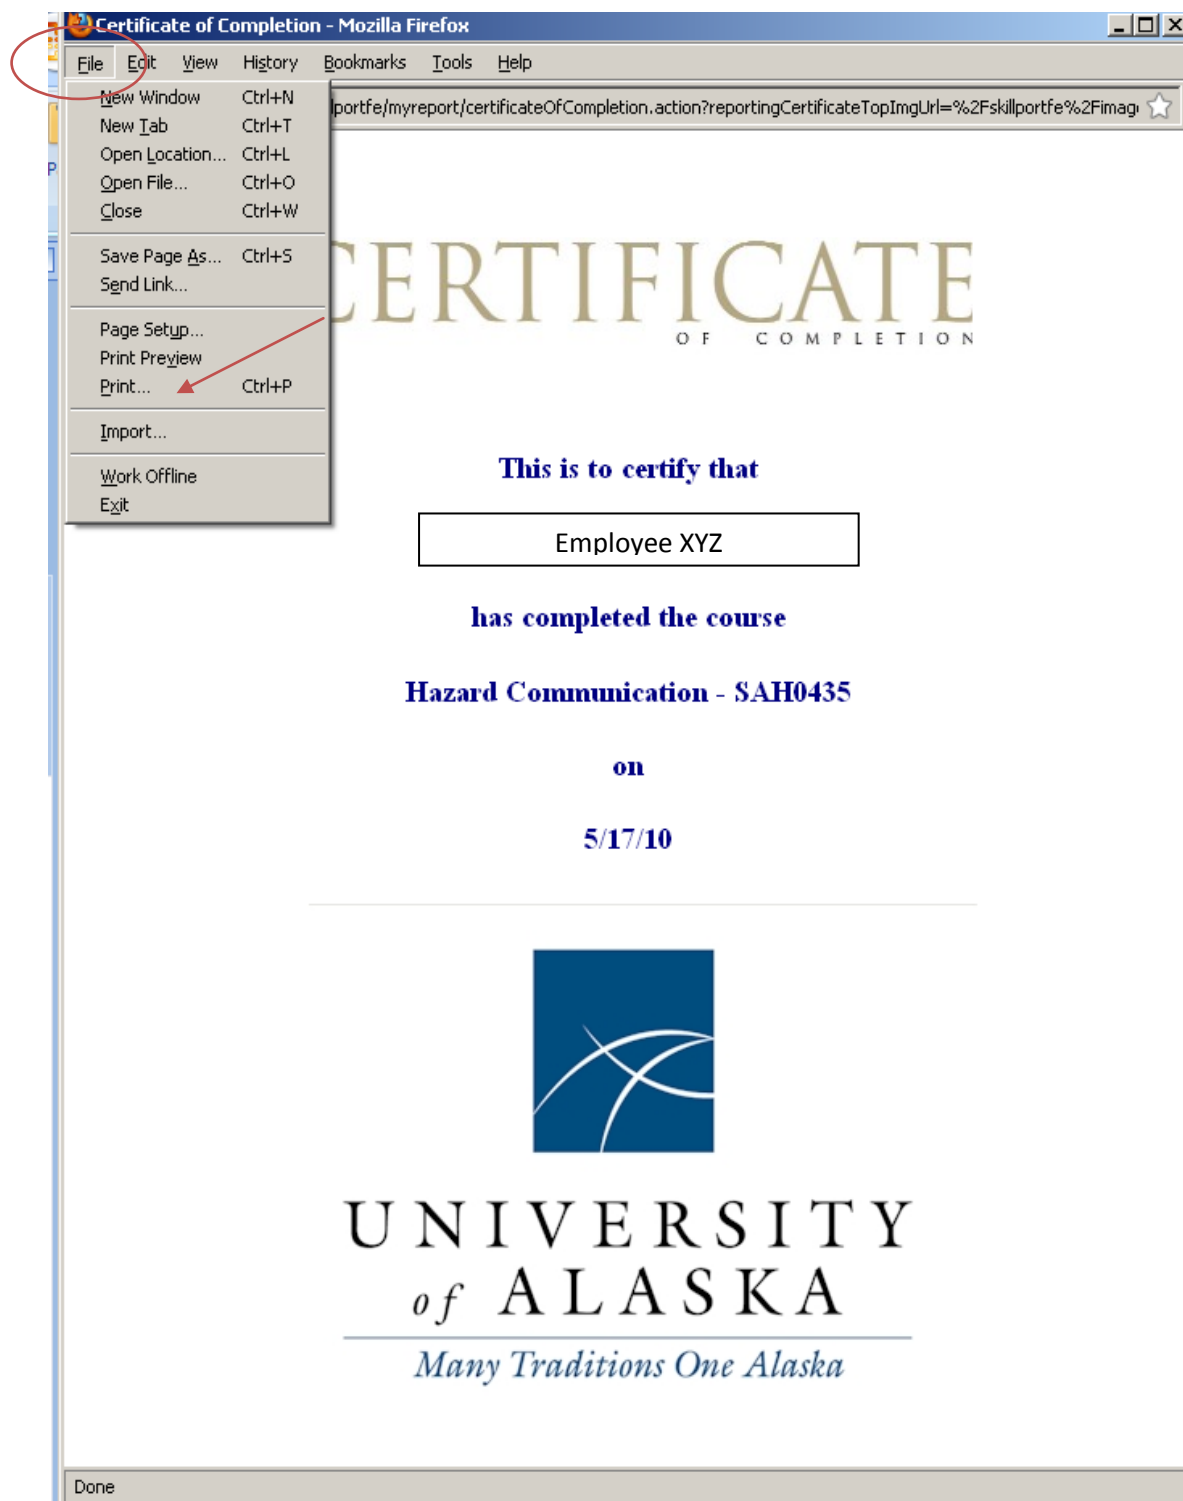 Certificate of Completion - Mozilla Firefox
File Edit View History Bookmarks Tools Help
lportfe/myreport/certificateOfCompletion.action?reportingCertificateTopImgUrl=%2Fskillportfe%2Fimag
New Window Ctrl+N
New Tab Ctrl+T
Open Location... Ctrl+L
Open File... Ctrl+O
Close Ctrl+W
Save Page As... Ctrl+S
Send Link...
Page Setup...
Print Preview
Print... Ctrl+P
Import...
Work Offline
Exit
CERTIFICATE
OF COMPLETION
This is to certify that
Employee XYZ
has completed the course
Hazard Communication - SAH0435
on
5/17/10
UNIVERSITY
of ALASKA
Many Traditions One Alaska
Done